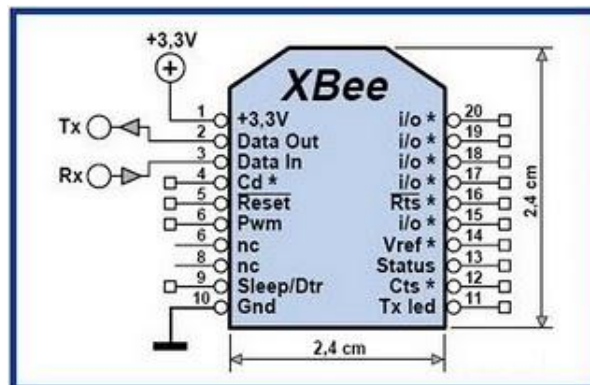 +3,3V
XBee
1 +3,3V i/o * 20
Tx 2 Data Out i/o * 19
3 Data In i/o * 18
Rx 4 Cd * i/o * 17
5 Reset Rts * 16
6 Pwm i/o * 15
6 nc Vref * 14
8 nc Status 13
9 Sleep/Dtr Cts * 12
10 Gnd Tx led 11
2,4 cm
2,4 cm